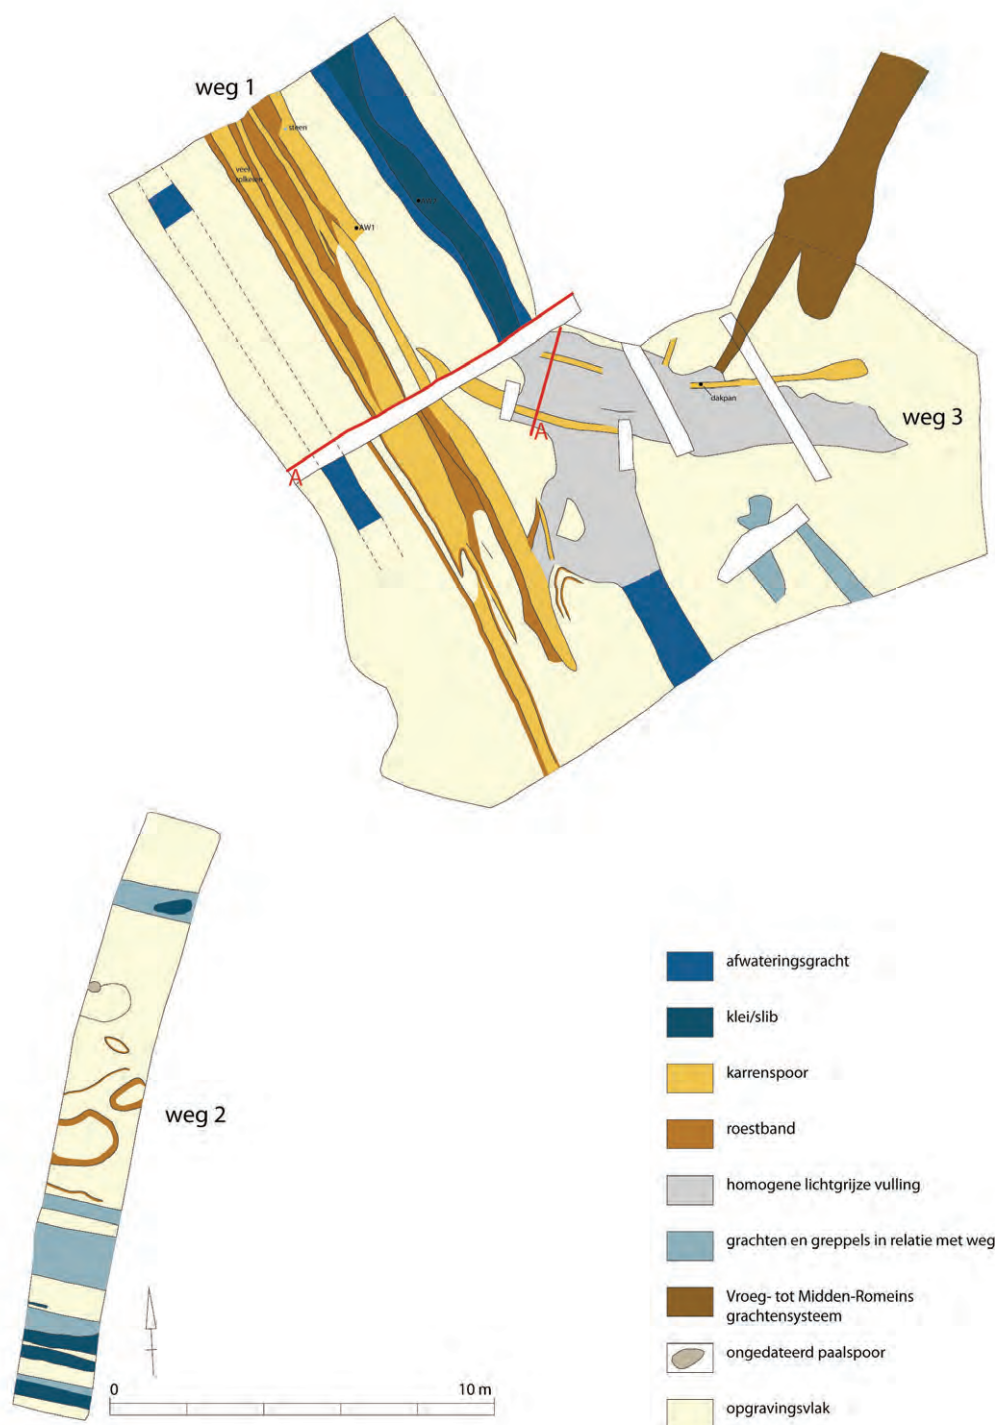 weg 1
steen
veel
rolkeien
AW1
A
A
dakpan
weg 3
weg 2
afwateringsgracht
klei/slib
karrenspoor
roestband
homogene lichtgrijze vulling
grachten en greppels in relatie met weg
Vroeg- tot Midden-Romeins
grachtensysteem
ongedateerd paalspoor
opgravingsvlak
0
10 m